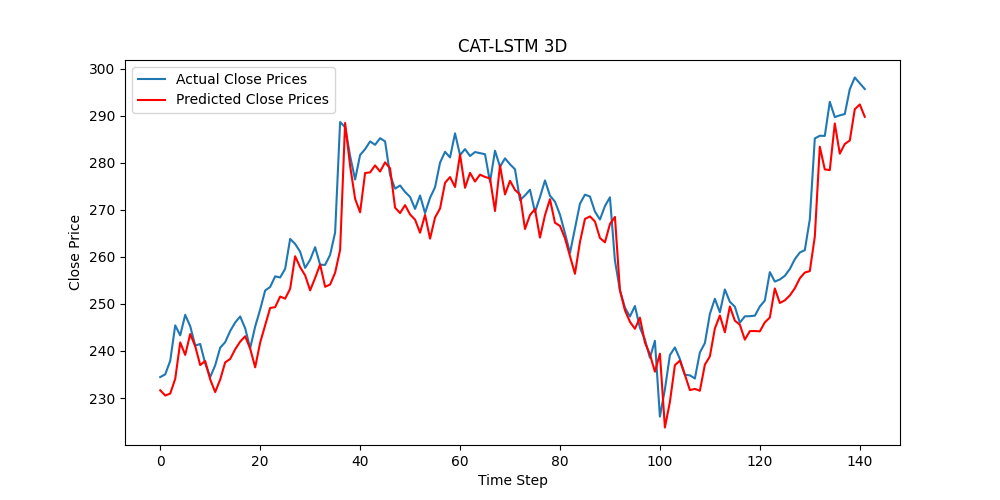 CAT-LSTM 3D
Actual Close Prices
Predicted Close Prices
300
290
280
270
260
250
240
230
Close Price
0 20 40 60 80 100 120 140
Time Step